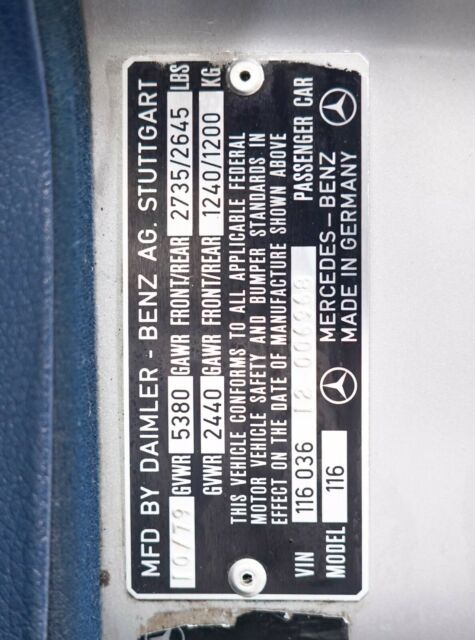 MFD BY DAIMLER - BENZ AG. STUTTGART
10/79 GVWR 5380 GAWR FRONT/REAR 2735/2645 LBS
GVWR 2440 GAWR FRONT/REAR 1240/1200 KG
THIS VEHICLE CONFORMS TO ALL APPLICABLE FEDERAL
MOTOR VEHICLE SAFETY AND BUMPER STANDARDS IN
EFFECT ON THE DATE OF MANUFACTURE SHOWN ABOVE
VIN 116 036 12 006968 PASSENGER CAR
MODEL 116 MERCEDES-BENZ
MADE IN GERMANY